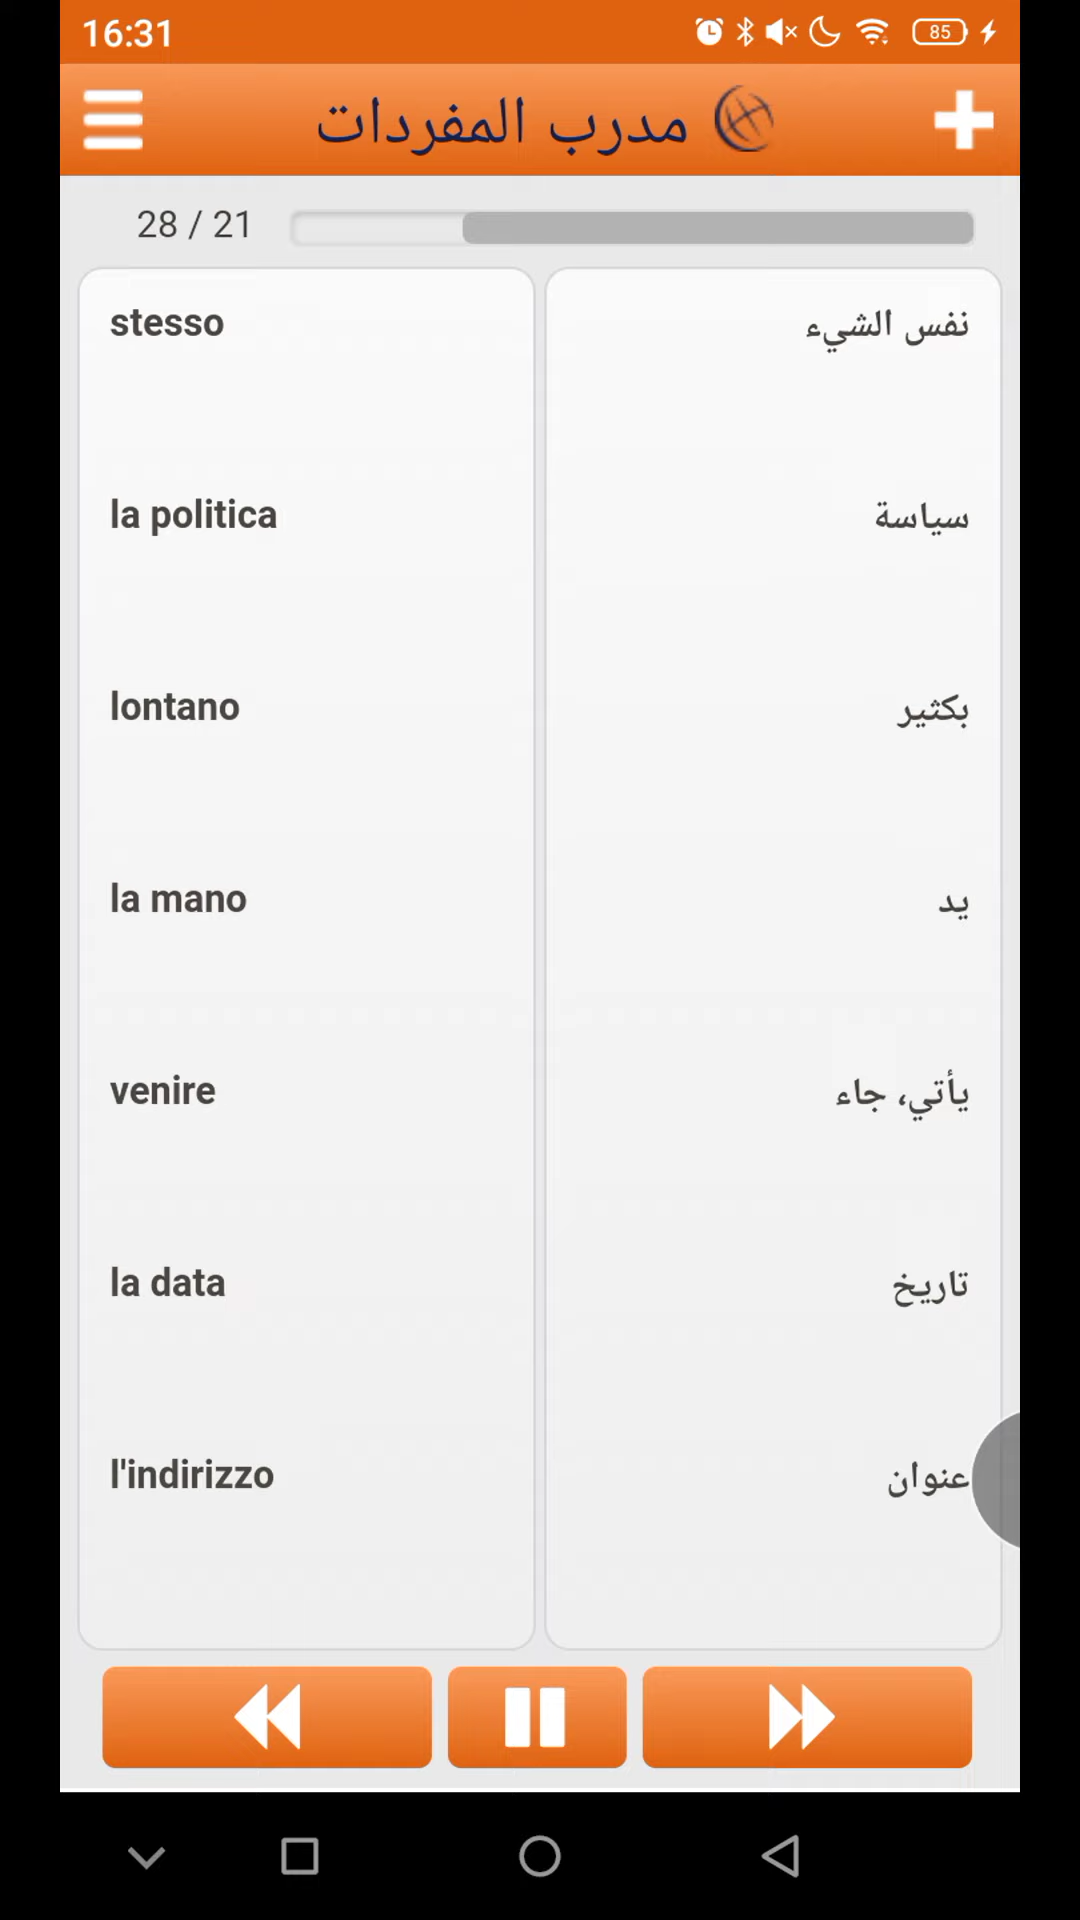 16:31
85
مدرب المفردات
28 / 21
stesso
نفس الشيء
la politica
سياسة
lontano
بكثير
la mano
يد
venire
يأتي، جاء
la data
تاريخ
l'indirizzo
عنوان